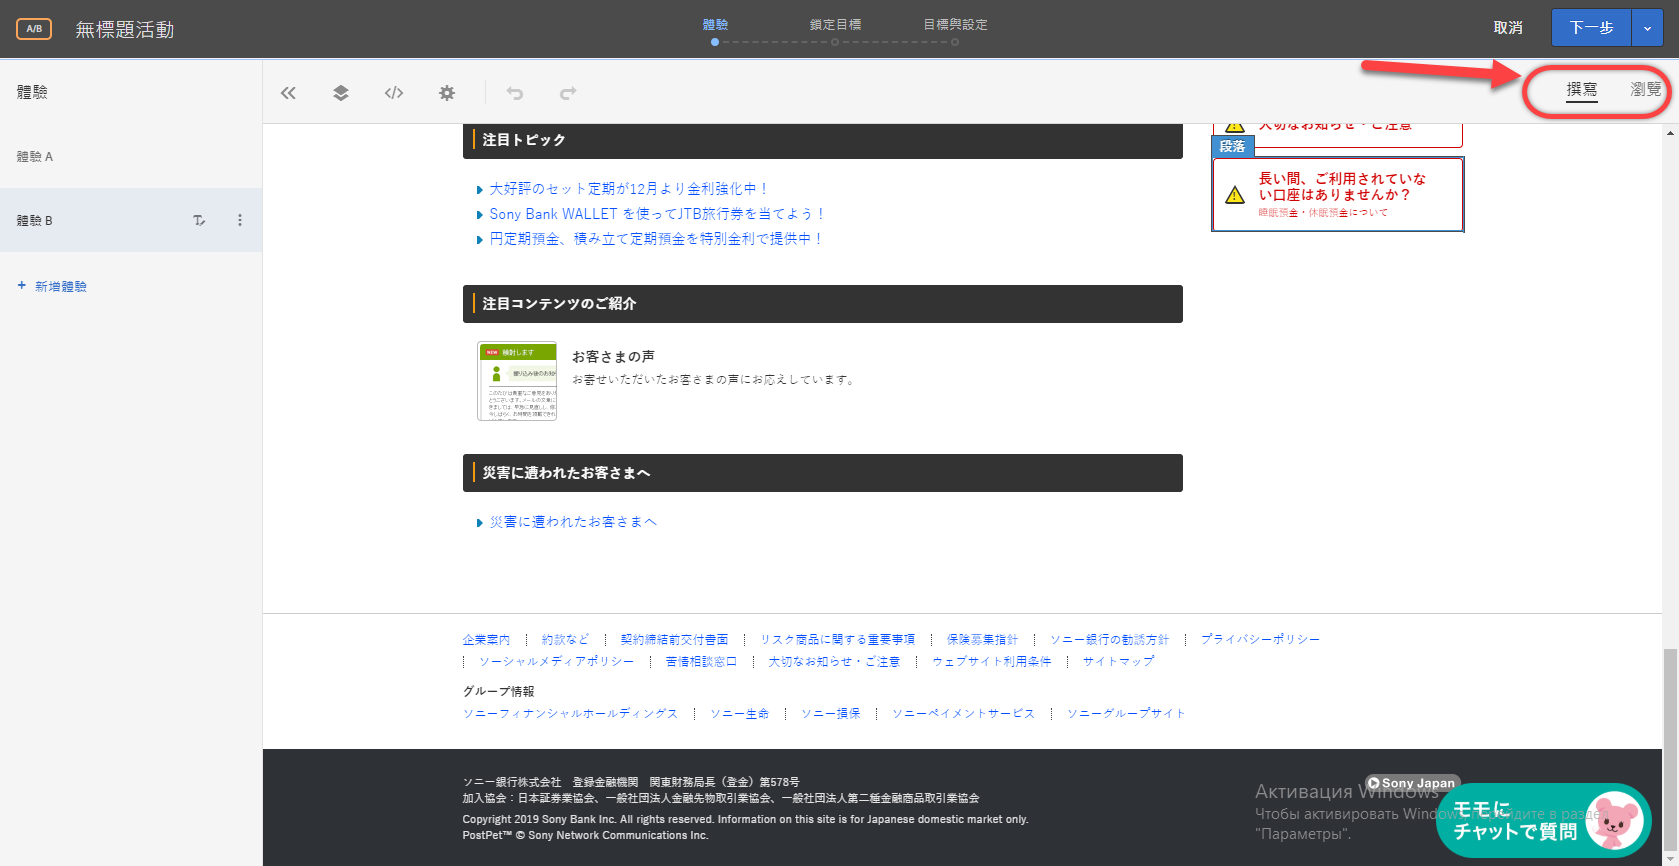 A/B 無標題活動 體驗 鎖定目標 目標與設定 取消 下一步
體驗 </> 撰寫 瀏覽
體驗 A
體驗 B
+ 新增體驗
注目トピック
大好評のセット定期が12月より金利強化中！
Sony Bank WALLET を使ってJTB旅行券を当てよう！
円定期預金、積み立て定期預金を特別金利で提供中！
大切なお知らせ・ご注意
段落
長い間、ご利用されていな
い口座はありませんか？
睡眠預金・休眠預金について
注目コンテンツのご紹介
NEW 検討します
お客さまの声
お寄せいただいたお客さまの声にお応えしています。
災害に遭われたお客さまへ
災害に遭われたお客さまへ
企業案内 約款など 契約締結前交付書面 リスク商品に関する重要事項 保険募集指針 ソニー銀行の勧誘方針 プライバシーポリシー
ソーシャルメディアポリシー 苦情相談窓口 大切なお知らせ・ご注意 ウェブサイト利用条件 サイトマップ
グループ情報
ソニーフィナンシャルホールディングス ソニー生命 ソニー損保 ソニーペイメントサービス ソニーグループサイト
ソニー銀行株式会社 登録金融機関 関東財務局長（登金）第578号
加入協会：日本証券業協会、一般社団法人金融先物取引業協会、一般社団法人第二種金融商品取引業協会
Copyright 2019 Sony Bank Inc. All rights reserved. Information on this site is for Japanese domestic market only.
PostPet™ © Sony Network Communications Inc.
Sony Japan
Активация Windows
Чтобы активировать Windows, перейдите в раздел
"Параметры".
モモに
チャットで質問